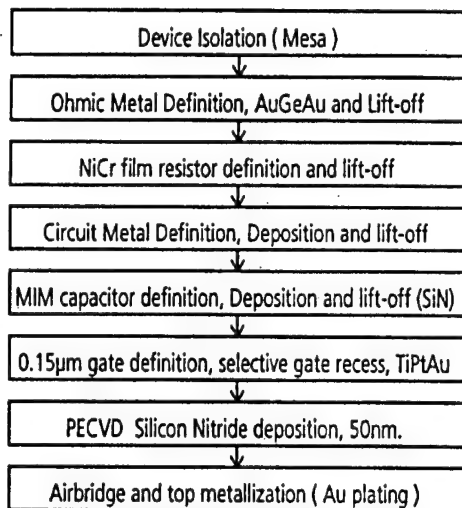 Device Isolation ( Mesa )
Ohmic Metal Definition, AuGeAu and Lift-off
NiCr film resistor definition and lift-off
Circuit Metal Definition, Deposition and lift-off
MIM capacitor definition, Deposition and lift-off (SiN)
0.15µm gate definition, selective gate recess, TiPtAu
PECVD Silicon Nitride deposition, 50nm.
Airbridge and top metallization ( Au plating )